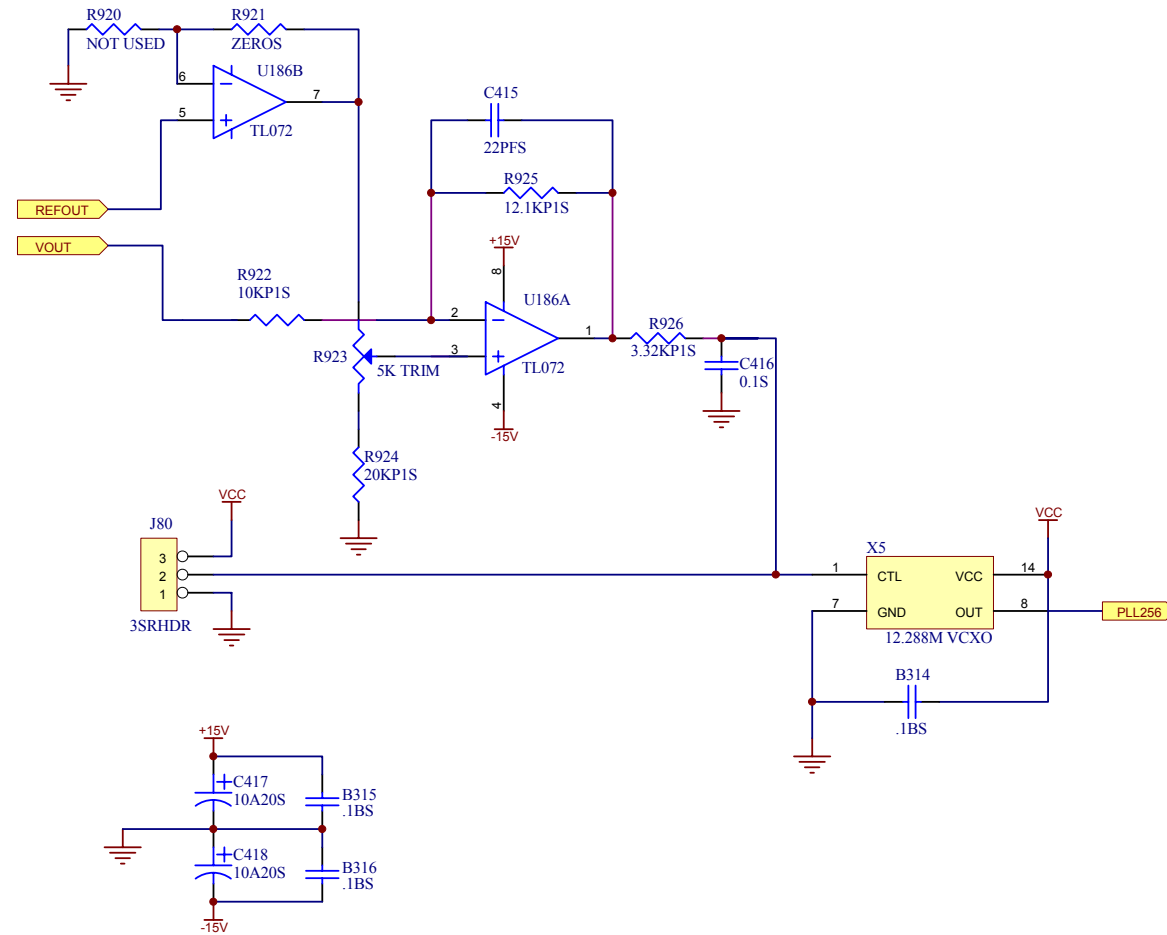 R920
NOT USED
R921
ZEROS
U186B
6
5
7
TL072
C415
22PFS
R925
12.1KP1S
REFOUT
VOUT
R922
10KP1S
+15V
8
U186A
2
3
1
TL072
4
-15V
R923
5K TRIM
R926
3.32KP1S
C416
0.1S
R924
20KP1S
VCC
J80
3
2
1
3SRHDR
VCC
X5
1
CTL
VCC
14
7
GND
OUT
8
PLL256
12.288M VCXO
B314
.1BS
+15V
C417
10A20S
B315
.1BS
C418
10A20S
B316
.1BS
-15V